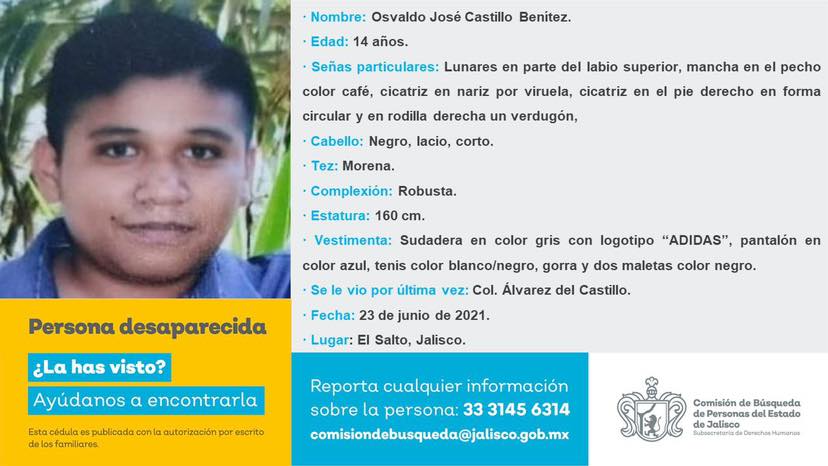 · Nombre: Osvaldo José Castillo Benítez.
· Edad: 14 años.
· Señas particulares: Lunares en parte del labio superior, mancha en el pecho
color café, cicatriz en nariz por viruela, cicatriz en el pie derecho en forma
circular y en rodilla derecha un verdugón,
· Cabello: Negro, lacio, corto.
· Tez: Morena.
· Complexión: Robusta.
· Estatura: 160 cm.
· Vestimenta: Sudadera en color gris con logotipo “ADIDAS”, pantalón en
color azul, tenis color blanco/negro, gorra y dos maletas color negro.
· Se le vio por última vez: Col. Álvarez del Castillo.
· Fecha: 23 de junio de 2021.
· Lugar: El Salto, Jalisco.
Persona desaparecida
¿La has visto?
Ayúdanos a encontrarla
Esta cédula es publicada con la autorización por escrito
de los familiares.
Reporta cualquier información
sobre la persona: 33 3145 6314
comisiondebusqueda@jalisco.gob.mx
Comisión de Búsqueda
de Personas del Estado
de Jalisco
Subsecretaría de Derechos Humanos